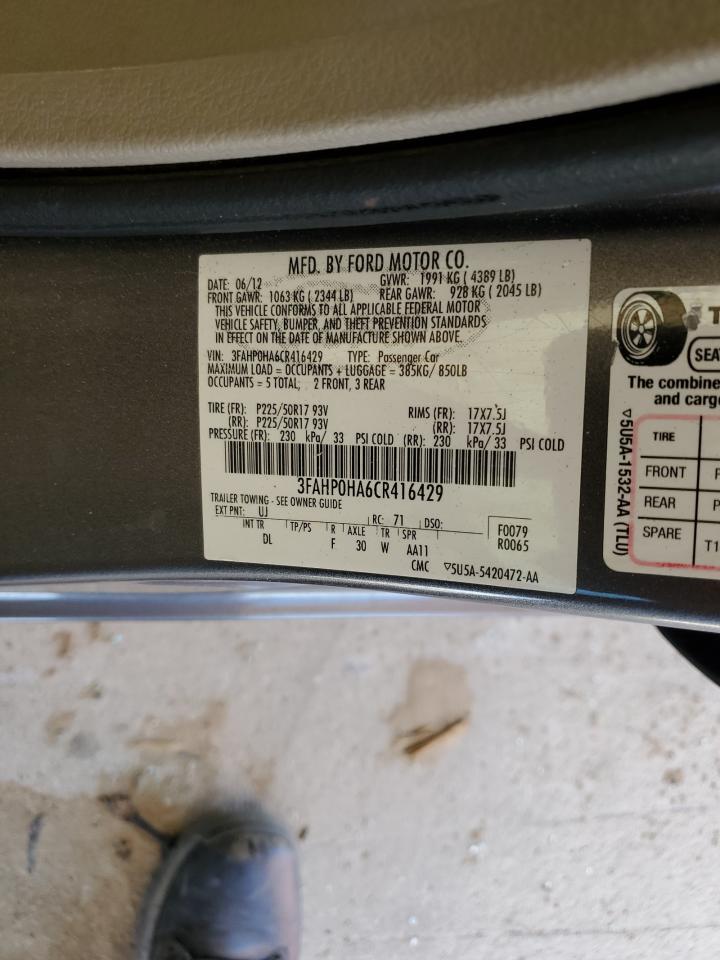 MFD. BY FORD MOTOR CO.
DATE: 06/12 GVWR: 1991 KG ( 4389 LB)
FRONT GAWR: 1063 KG ( 2344 LB) REAR GAWR: 928 KG ( 2045 LB)
THIS VEHICLE CONFORMS TO ALL APPLICABLE FEDERAL MOTOR
VEHICLE SAFETY, BUMPER, AND THEFT PREVENTION STANDARDS
IN EFFECT ON THE DATE OF MANUFACTURE SHOWN ABOVE.
VIN: 3FAHP0HA6CR416429 TYPE: Passenger Car
MAXIMUM LOAD = OCCUPANTS + LUGGAGE = 385KG/ 850LB
OCCUPANTS = 5 TOTAL; 2 FRONT, 3 REAR
TIRE (FR): P225/50R17 93V RIMS (FR): 17X7.5J
(RR): P225/50R17 93V (RR): 17X7.5J
PRESSURE (FR): 230 kPa/ 33 PSI COLD (RR): 230 kPa/ 33 PSI COLD
3FAHP0HA6CR416429
TRAILER TOWING - SEE OWNER GUIDE
EXT PNT: UJ RC: 71 DSO: F0079
INT TR TP/PS R AXLE TR SPR R0065
DL F 30 W AA11
CMC ▽5U5A-5420472-AA
T
SEA
The combine
and carg
TIRE
FRONT P
REAR P
SPARE T1
▽5U5A-1532-AA (TLU)